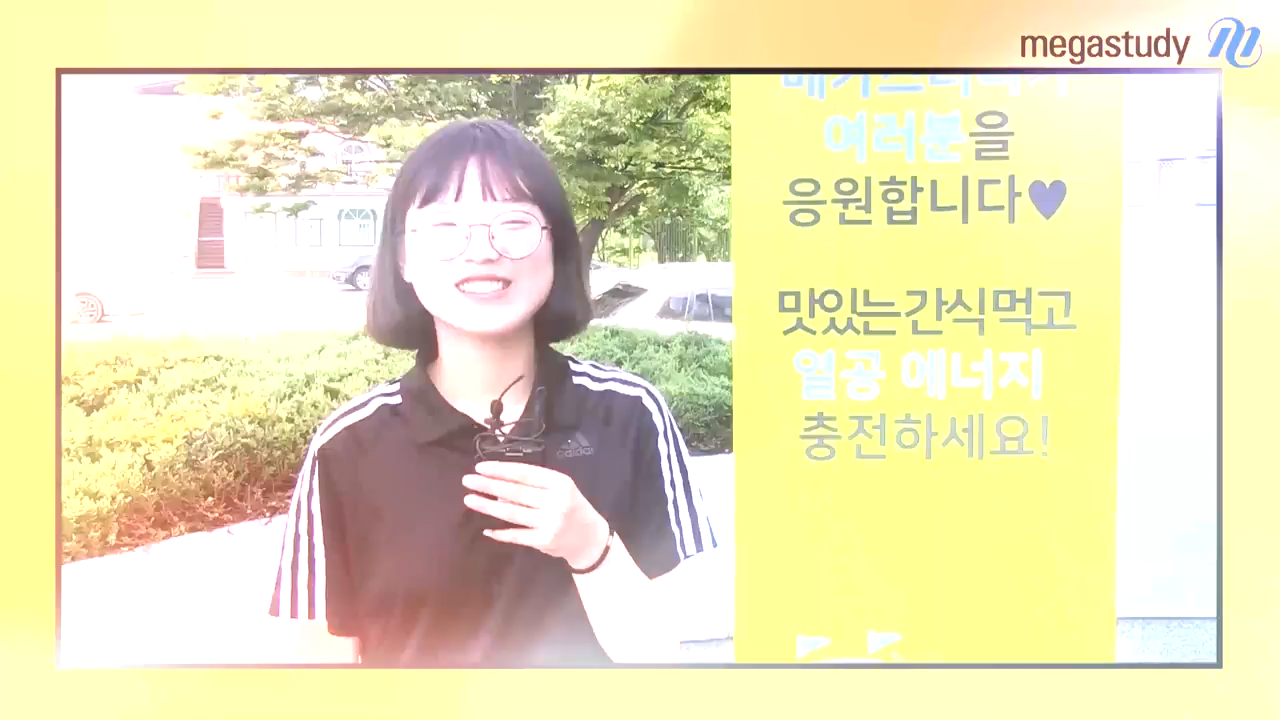 megastudy
여러분을
응원합니다♥
맛있는 간식 먹고
열공 에너지
충전하세요!
adidas